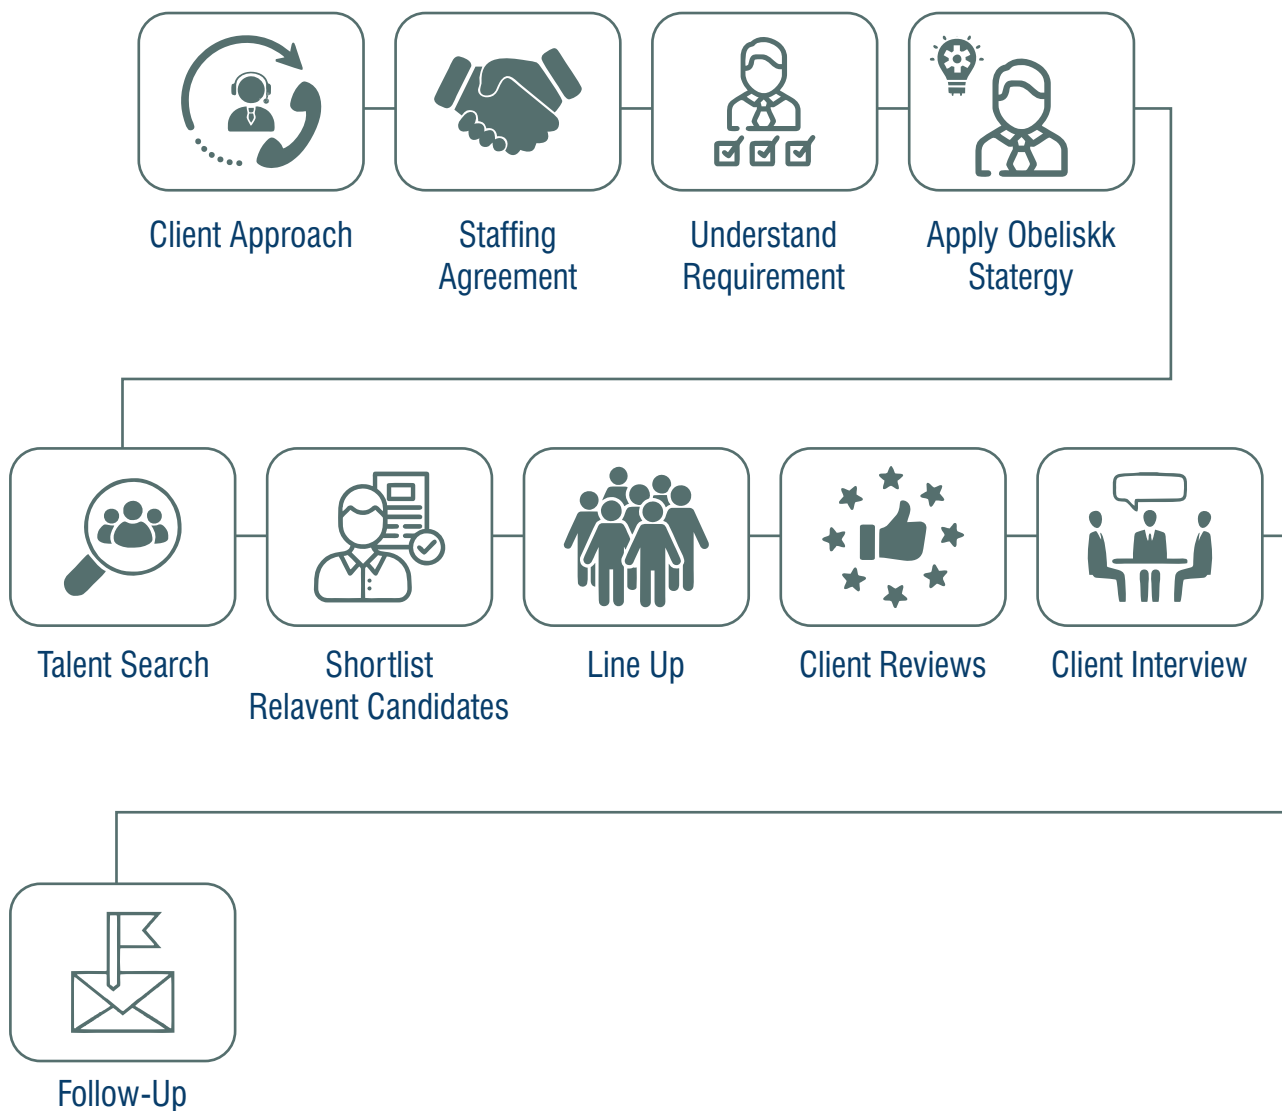 Client Approach
Staffing
Agreement
Understand
Requirement
Apply Obeliskk
Statergy
Talent Search
Shortlist
Relavent Candidates
Line Up
Client Reviews
Client Interview
Follow-Up